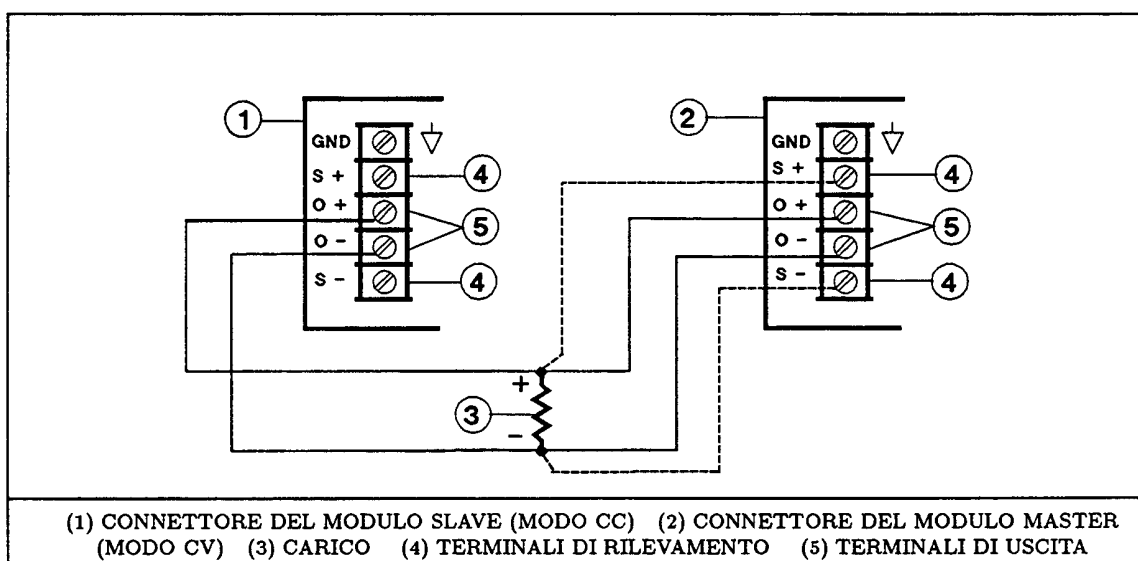 1
GND
S +
4
O +
5
O -
S -
4
2
GND
S +
4
O +
5
O -
S -
4
+
3
-
(1) CONNETTORE DEL MODULO SLAVE (MODO CC) (2) CONNETTORE DEL MODULO MASTER
(MODO CV) (3) CARICO (4) TERMINALI DI RILEVAMENTO (5) TERMINALI DI USCITA